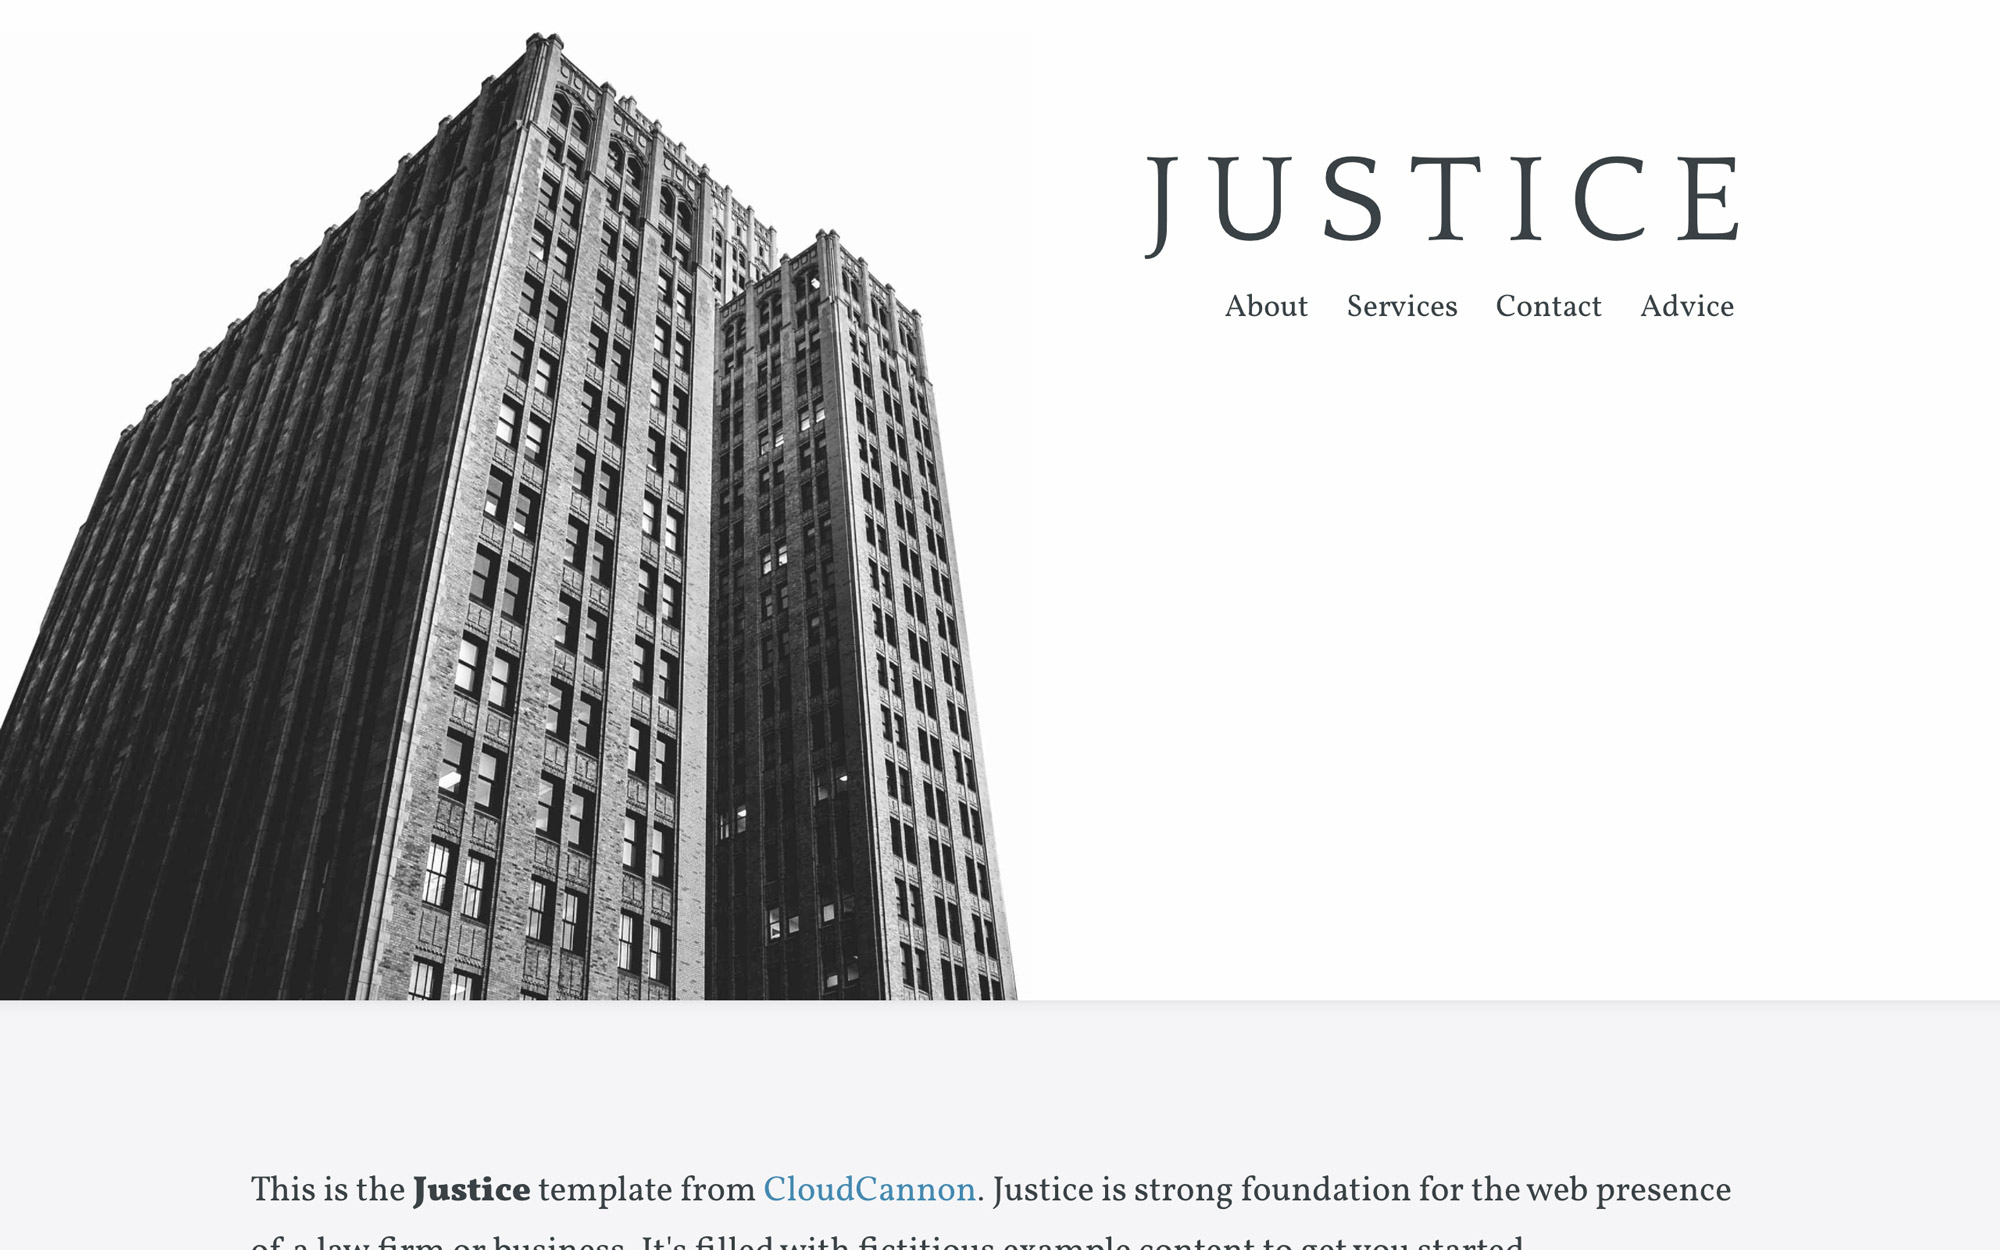 JUSTICE
About Services Contact Advice
This is the Justice template from CloudCannon. Justice is strong foundation for the web presence
of a law firm or business. It's filled with fictitious example content to get you started.